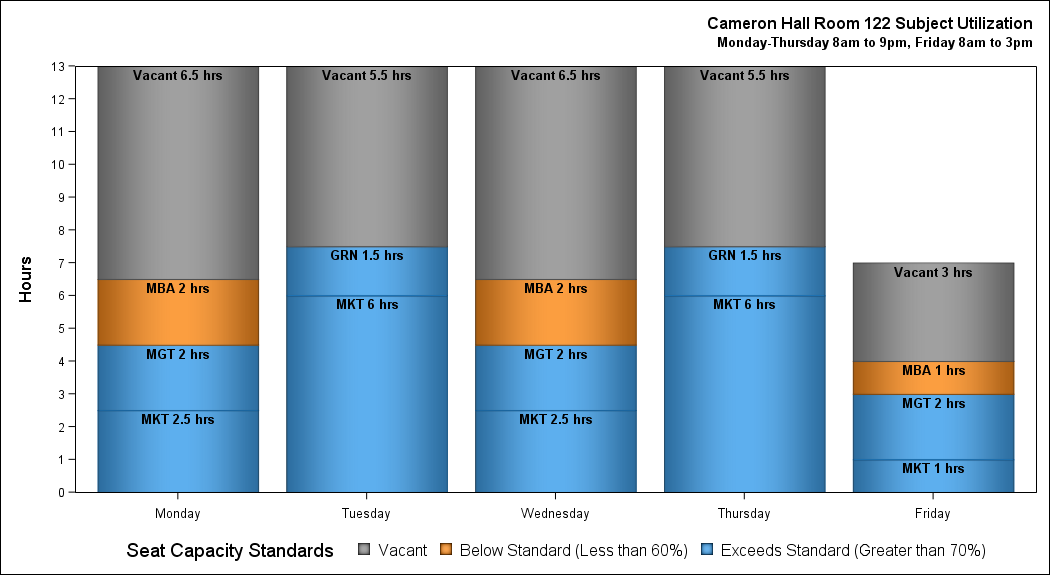 Cameron Hall Room 122 Subject Utilization
Monday-Thursday 8am to 9pm, Friday 8am to 3pm
Hours
13
12
11
10
9
8
7
6
5
4
3
2
1
0
Vacant 6.5 hrs
MBA 2 hrs
MGT 2 hrs
MKT 2.5 hrs
Vacant 5.5 hrs
GRN 1.5 hrs
MKT 6 hrs
Vacant 6.5 hrs
MBA 2 hrs
MGT 2 hrs
MKT 2.5 hrs
Vacant 5.5 hrs
GRN 1.5 hrs
MKT 6 hrs
Vacant 3 hrs
MBA 1 hrs
MGT 2 hrs
MKT 1 hrs
Monday Tuesday Wednesday Thursday Friday
Seat Capacity Standards Vacant Below Standard (Less than 60%) Exceeds Standard (Greater than 70%)